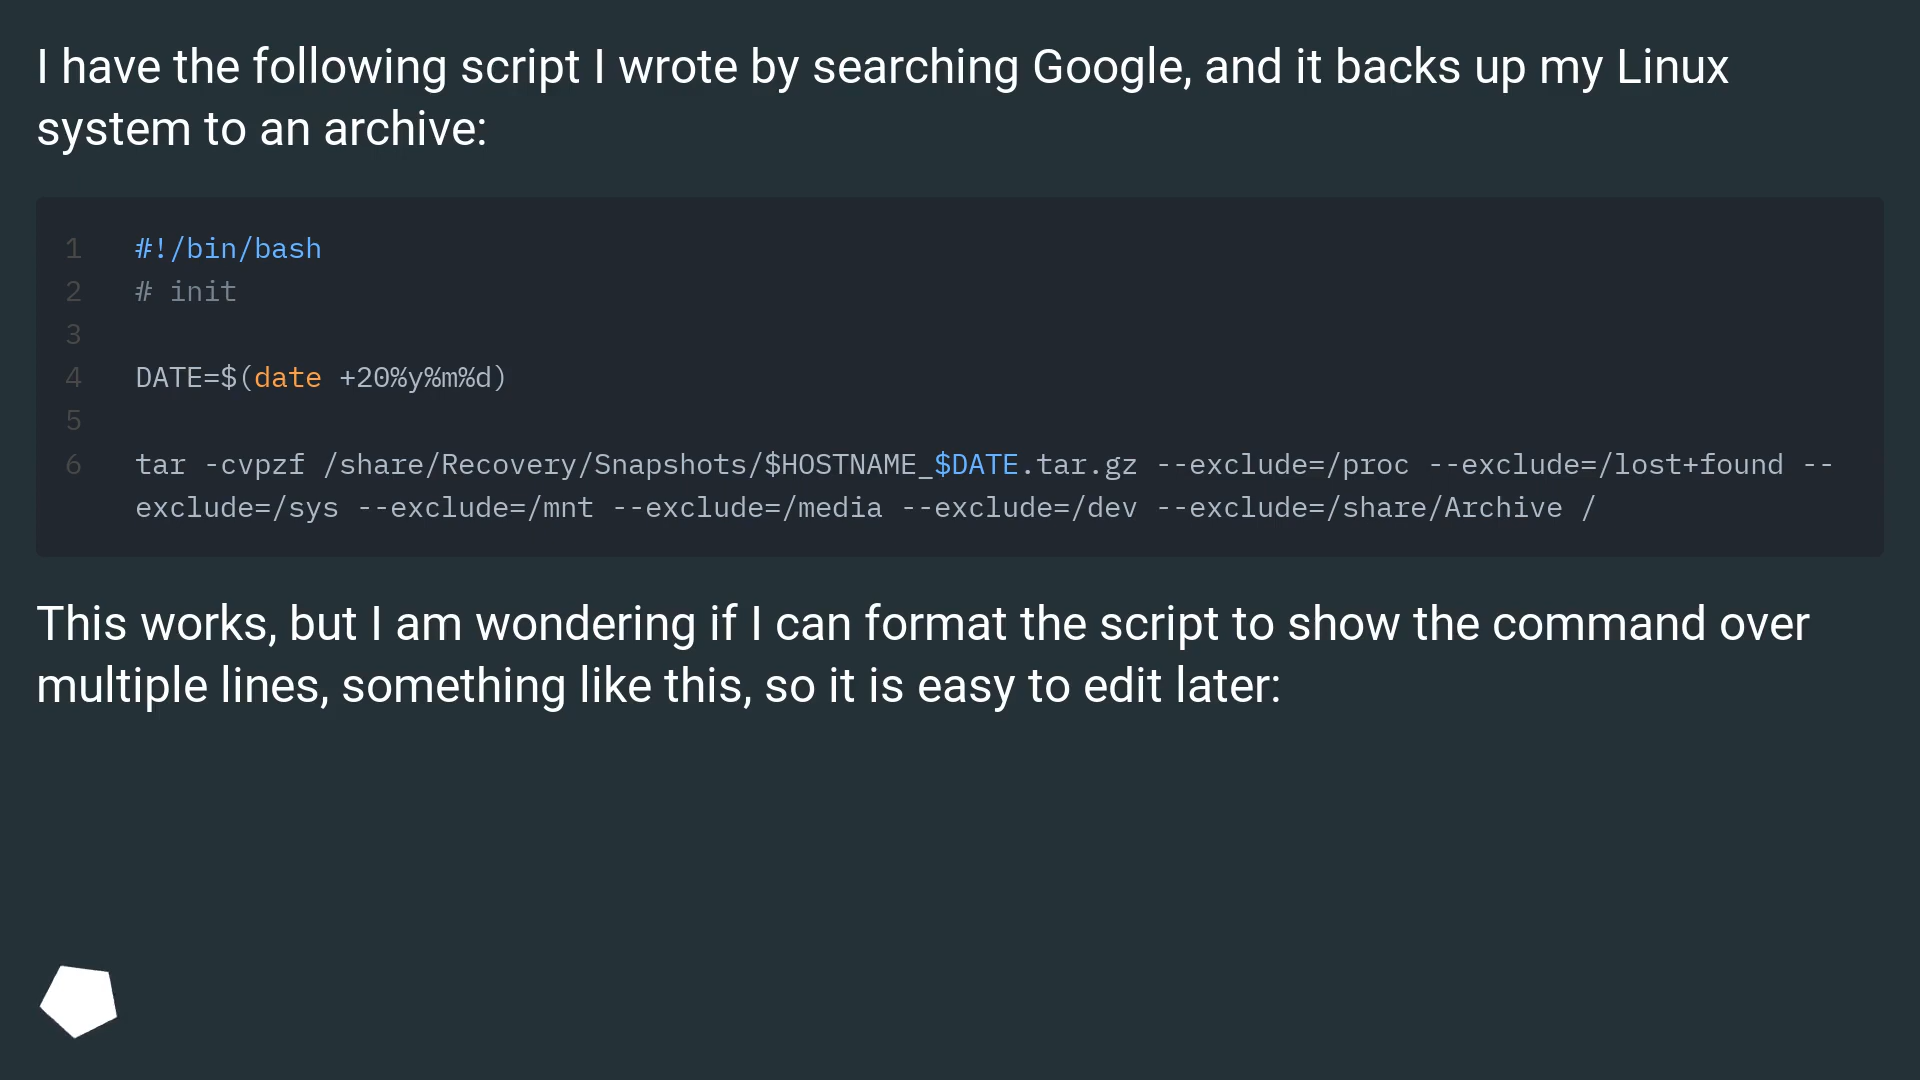 I have the following script I wrote by searching Google, and it backs up my Linux
system to an archive:
1 #!/bin/bash
2 # init
3
4 DATE=$(date +20%y%m%d)
5
6 tar -cvpzf /share/Recovery/Snapshots/$HOSTNAME_$DATE.tar.gz --exclude=/proc --exclude=/lost+found --
exclude=/sys --exclude=/mnt --exclude=/media --exclude=/dev --exclude=/share/Archive /
This works, but I am wondering if I can format the script to show the command over
multiple lines, something like this, so it is easy to edit later: